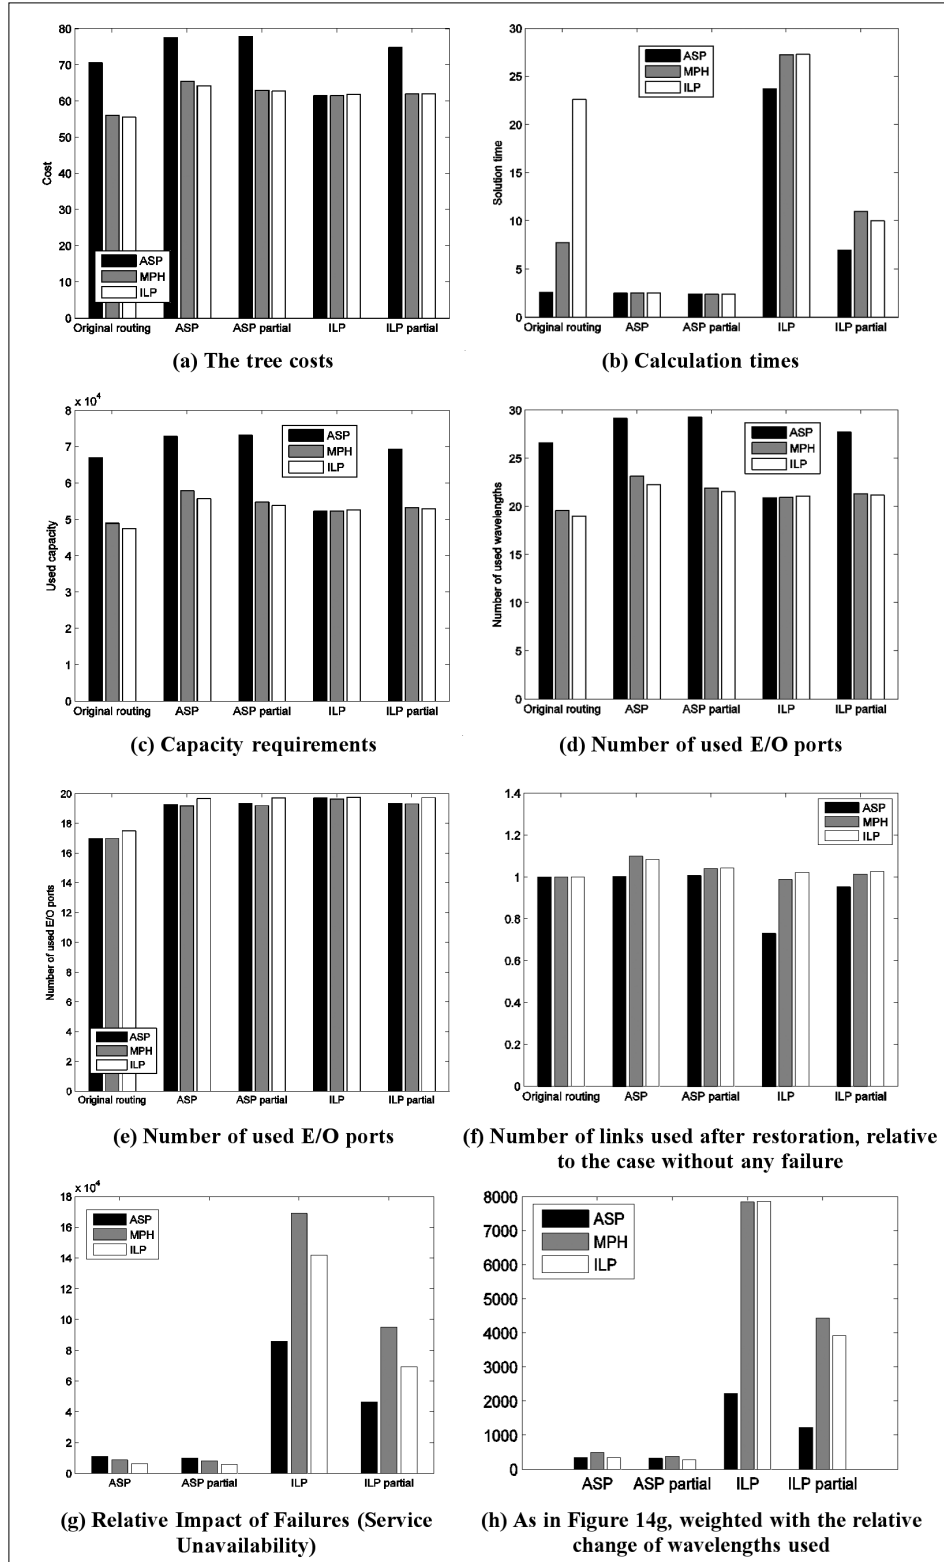 80
70
60
50
40
30
20
10
0
Cost
ASP
MPH
ILP
Original routing ASP ASP partial ILP ILP partial
(a) The tree costs
30
25
20
15
10
5
0
Solution time
ASP
MPH
ILP
Original routing ASP ASP partial ILP ILP partial
(b) Calculation times
x 10^4
8
7
6
5
4
3
2
1
0
Used capacity
ASP
MPH
ILP
Original routing ASP ASP partial ILP ILP partial
(c) Capacity requirements
30
25
20
15
10
5
0
Number of used wavelengths
ASP
MPH
ILP
Original routing ASP ASP partial ILP ILP partial
(d) Number of used E/O ports
20
18
16
14
12
10
8
6
4
2
0
Number of used E/O ports
ASP
MPH
ILP
Original routing ASP ASP partial ILP ILP partial
(e) Number of used E/O ports
1.4
1.2
1
0.8
0.6
0.4
0.2
0
ASP
MPH
ILP
Original routing ASP ASP partial ILP ILP partial
(f) Number of links used after restoration, relative
to the case without any failure
x 10^4
18
16
14
12
10
8
6
4
2
0
ASP
MPH
ILP
ASP ASP partial ILP ILP partial
(g) Relative Impact of Failures (Service
Unavailability)
8000
7000
6000
5000
4000
3000
2000
1000
0
ASP
MPH
ILP
ASP ASP partial ILP ILP partial
(h) As in Figure 14g, weighted with the relative
change of wavelengths used